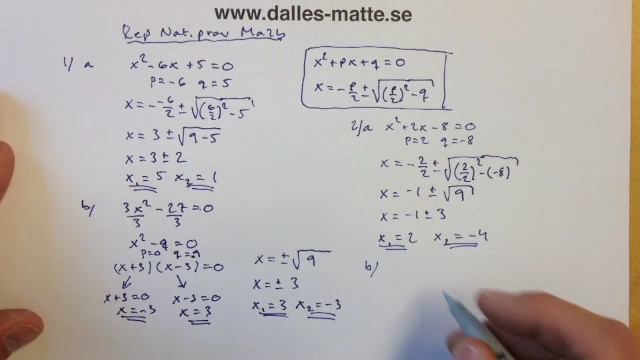 www.dalles-matte.se
Rep Nat. prov Ma2b
1) a x² - 6x + 5 = 0
p = -6 q = 5
x = - -6/2 ± √((6/2)² - 5)
x = 3 ± √(9 - 5)
x = 3 ± 2
x₁ = 5 x₂ = 1
b) 3x²/3 - 27/3 = 0
x² - 9 = 0
p = 0 q = -9
(x + 3)(x - 3) = 0
x + 3 = 0 x - 3 = 0
x = -3 x = 3
x = ± √9
x = ± 3
x₁ = 3 x₂ = -3
x² + px + q = 0
x = - p/2 ± √((p/2)² - q)
2/a x² + 2x - 8 = 0
p = 2 q = -8
x = - 2/2 ± √((2/2)² - (-8))
x = -1 ± √9
x = -1 ± 3
x₁ = 2 x₂ = -4
b)